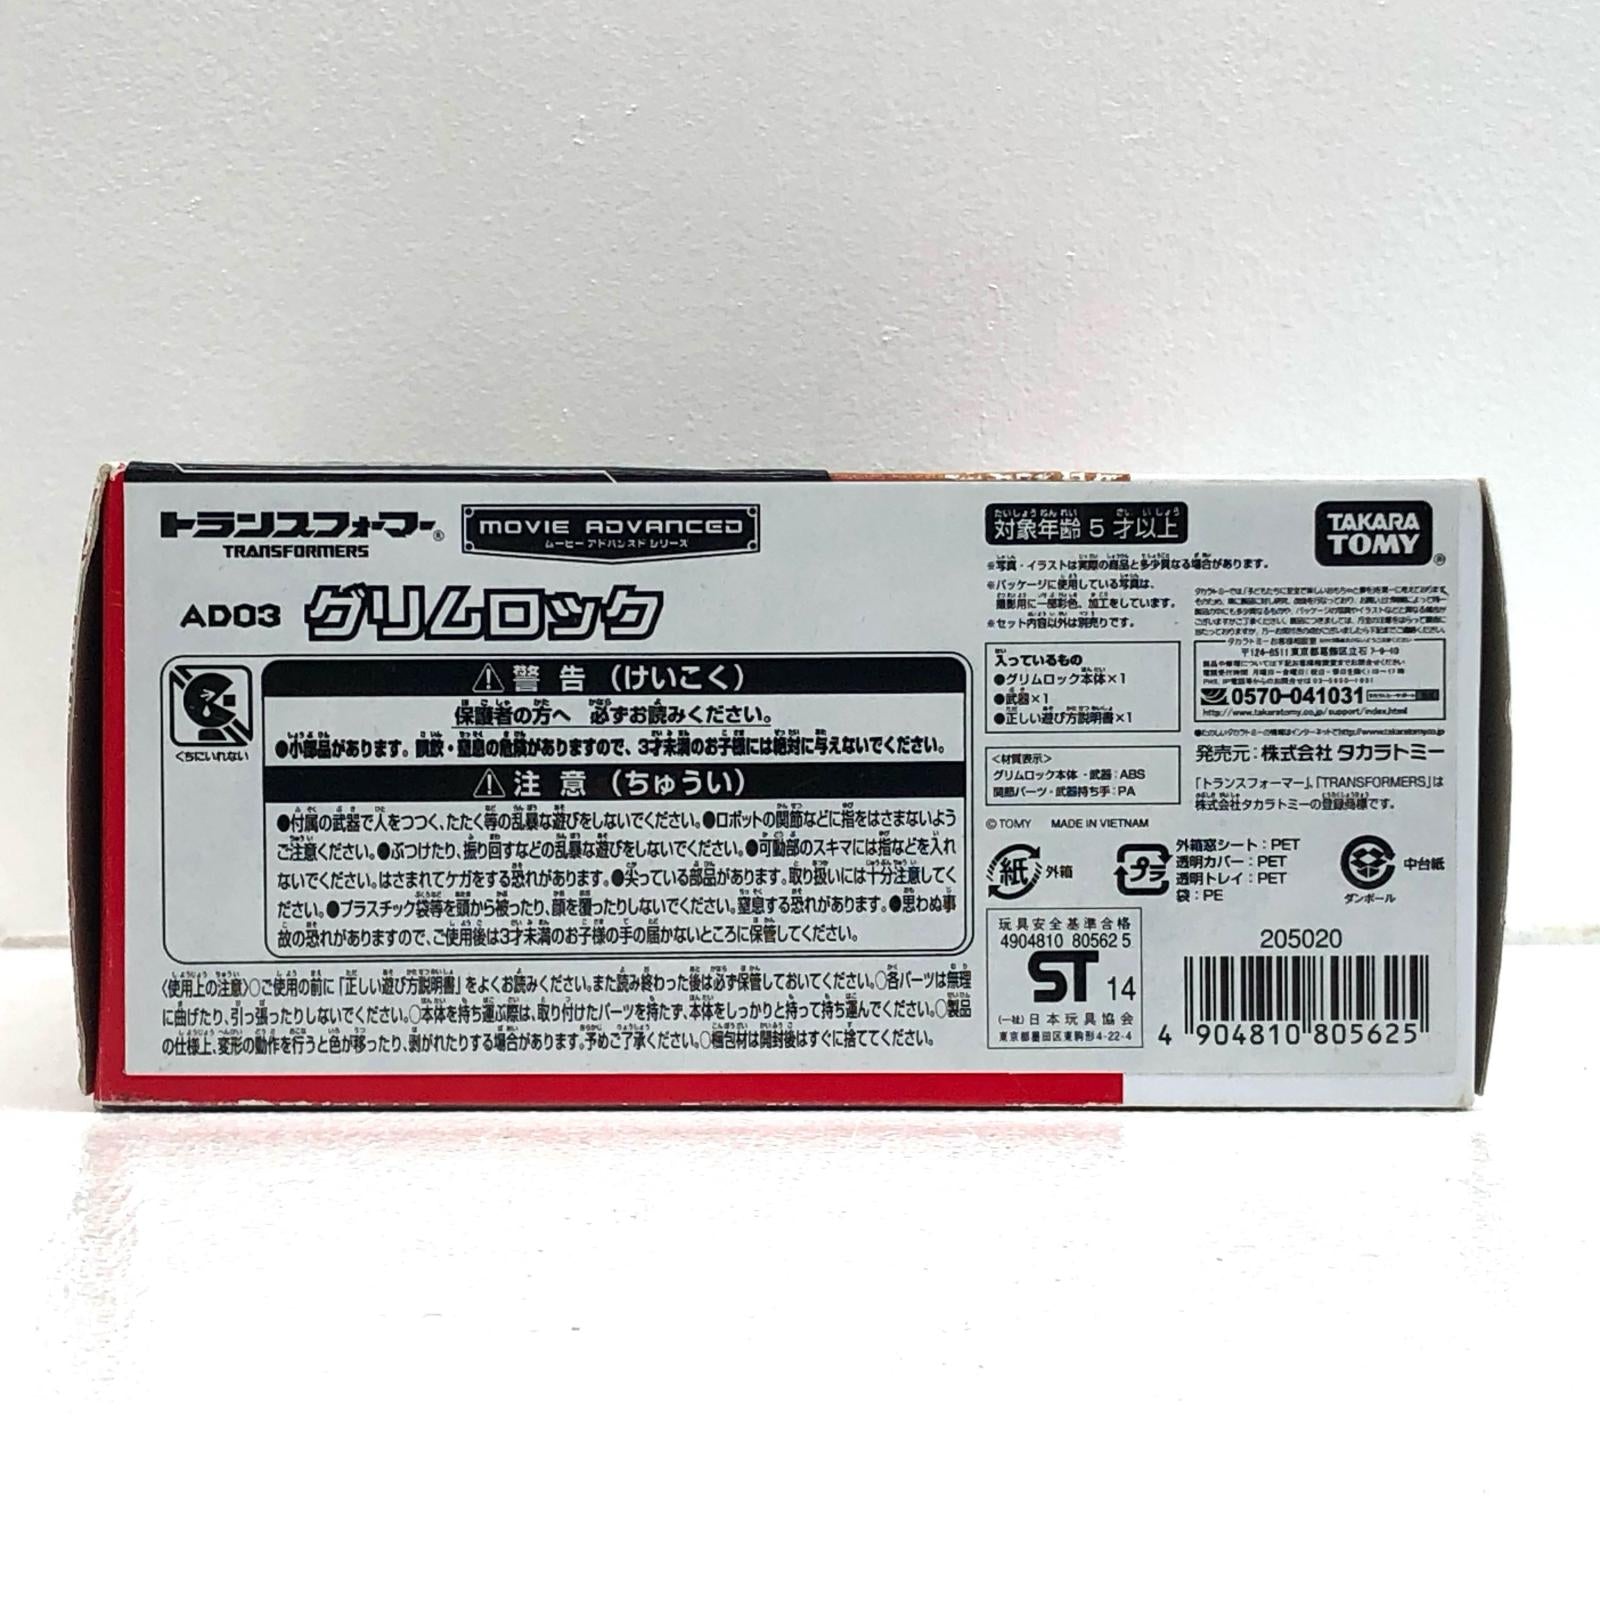 トランスフォーマー®
TRANSFORMERS
MOVIE ADVANCED
ムービー アドバンスド シリーズ
AD03 グリムロック
くちにいれない
警告(けいこく)
保護者の方へ 必ずお読みください。
●小部品があります。誤飲・窒息の危険がありますので、3才未満のお子様には絶対に与えないでください。
注意(ちゅうい)
●付属の武器で人をつつく、たたく等の乱暴な遊びをしないでください。●ロボットの関節などに指をはさまないよう
ご注意ください。●ぶつけたり、振り回すなどの乱暴な遊びをしないでください。●可動部のスキマには指などを入れ
ないでください。はさまれてケガをする恐れがあります。●尖っている部品があります。取り扱いには十分注意してく
ださい。●プラスチック袋等を頭から被ったり、顔を覆ったりしないでください。窒息する恐れがあります。●思わぬ事
故の恐れがありますので、ご使用後は3才未満のお子様の手の届かないところに保管してください。
〈使用上の注意〉○ご使用の前に「正しい遊び方説明書」をよくお読みください。また読み終わった後は必ず保管しておいてください。○各パーツは無理
に曲げたり、引っ張ったりしないでください。○本体を持ち運ぶ際は、取り付けたパーツを持たず、本体をしっかりと持って持ち運んでください。○製品
の仕様上、変形の動作を行うと色が移ったり、剥がれたりする場合があります。予めご了承ください。○梱包材は開封後はすぐに捨ててください。
対象年齢 5 才以上
※写真・イラストは実際の商品と多少異なる場合があります。
※パッケージに使用している写真は、
撮影用に一部彩色、加工をしています。
※セット内容以外は別売りです。
入っているもの
●グリムロック本体×1
●武器×1
●正しい遊び方説明書×1
<材質表示>
グリムロック本体・武器:ABS
関節パーツ・武器持ち手:PA
© TOMY MADE IN VIETNAM
紙 外箱
プラ
外箱窓シート:PET
透明カバー:PET
透明トレイ:PET
袋:PE
ダンボール
中台紙
玩具安全基準合格
4904810 80562 5
ST 14
(一社)日本玩具協会
東京都墨田区東駒形4-22-4
TAKARA
TOMY®
タカラトミーお客様相談室
〒124-8511 東京都葛飾区立石 7-9-10
0570-041031
http://www.takaratomy.co.jp/support/index.html
発売元:株式会社 タカラトミー
「トランスフォーマー」、「TRANSFORMERS」は
株式会社タカラトミーの登録商標です。
205020
4 904810 805625